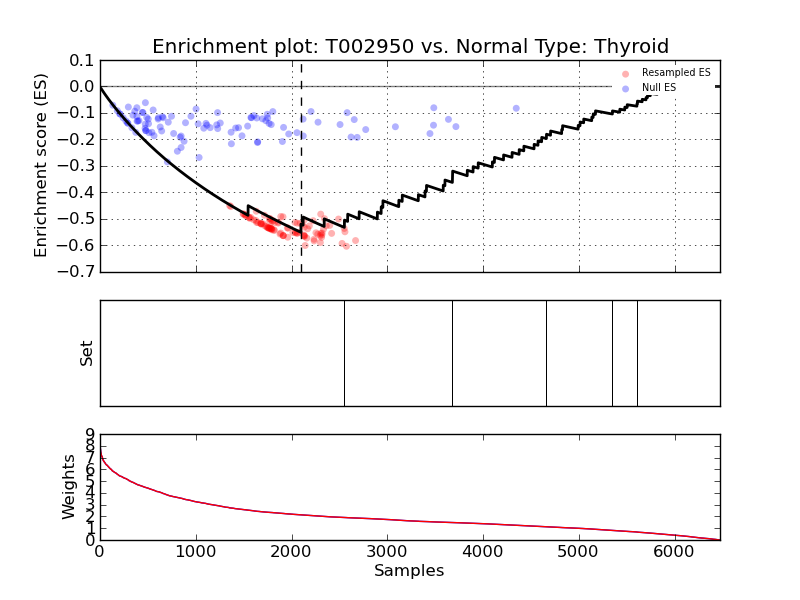 Enrichment plot: T002950 vs. Normal Type: Thyroid
Enrichment score (ES)
0.1
0.0
−0.1
−0.2
−0.3
−0.4
−0.5
−0.6
−0.7
Resampled ES
Null ES
Set
Weights
9
8
7
6
5
4
3
2
1
0
0 1000 2000 3000 4000 5000 6000
Samples